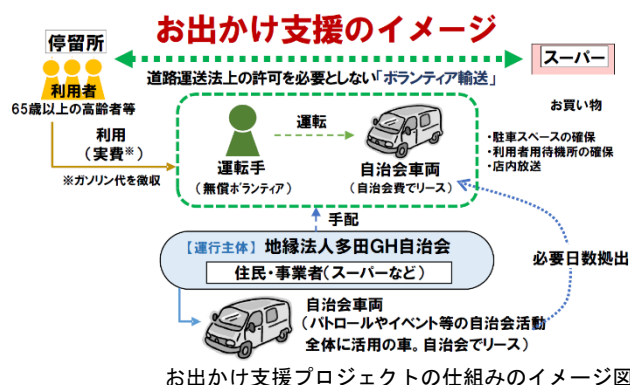 お出かけ支援のイメージ
停留所
スーパー
道路運送法上の許可を必要としない「ボランティア輸送」
利用者
65歳以上の高齢者等
利用
（実費※）
※ガソリン代を徴収
運転
運転手
（無償ボランティア）
自治会車両
（自治会費でリース）
お買い物
・駐車スペースの確保
・利用者用待機所の確保
・店内放送
手配
【運行主体】地縁法人多田GH自治会
住民・事業者（スーパーなど）
必要日数拠出
自治会車両
（パトロールやイベント等の自治会活動
全体に活用の車。自治会でリース）
お出かけ支援プロジェクトの仕組みのイメージ図